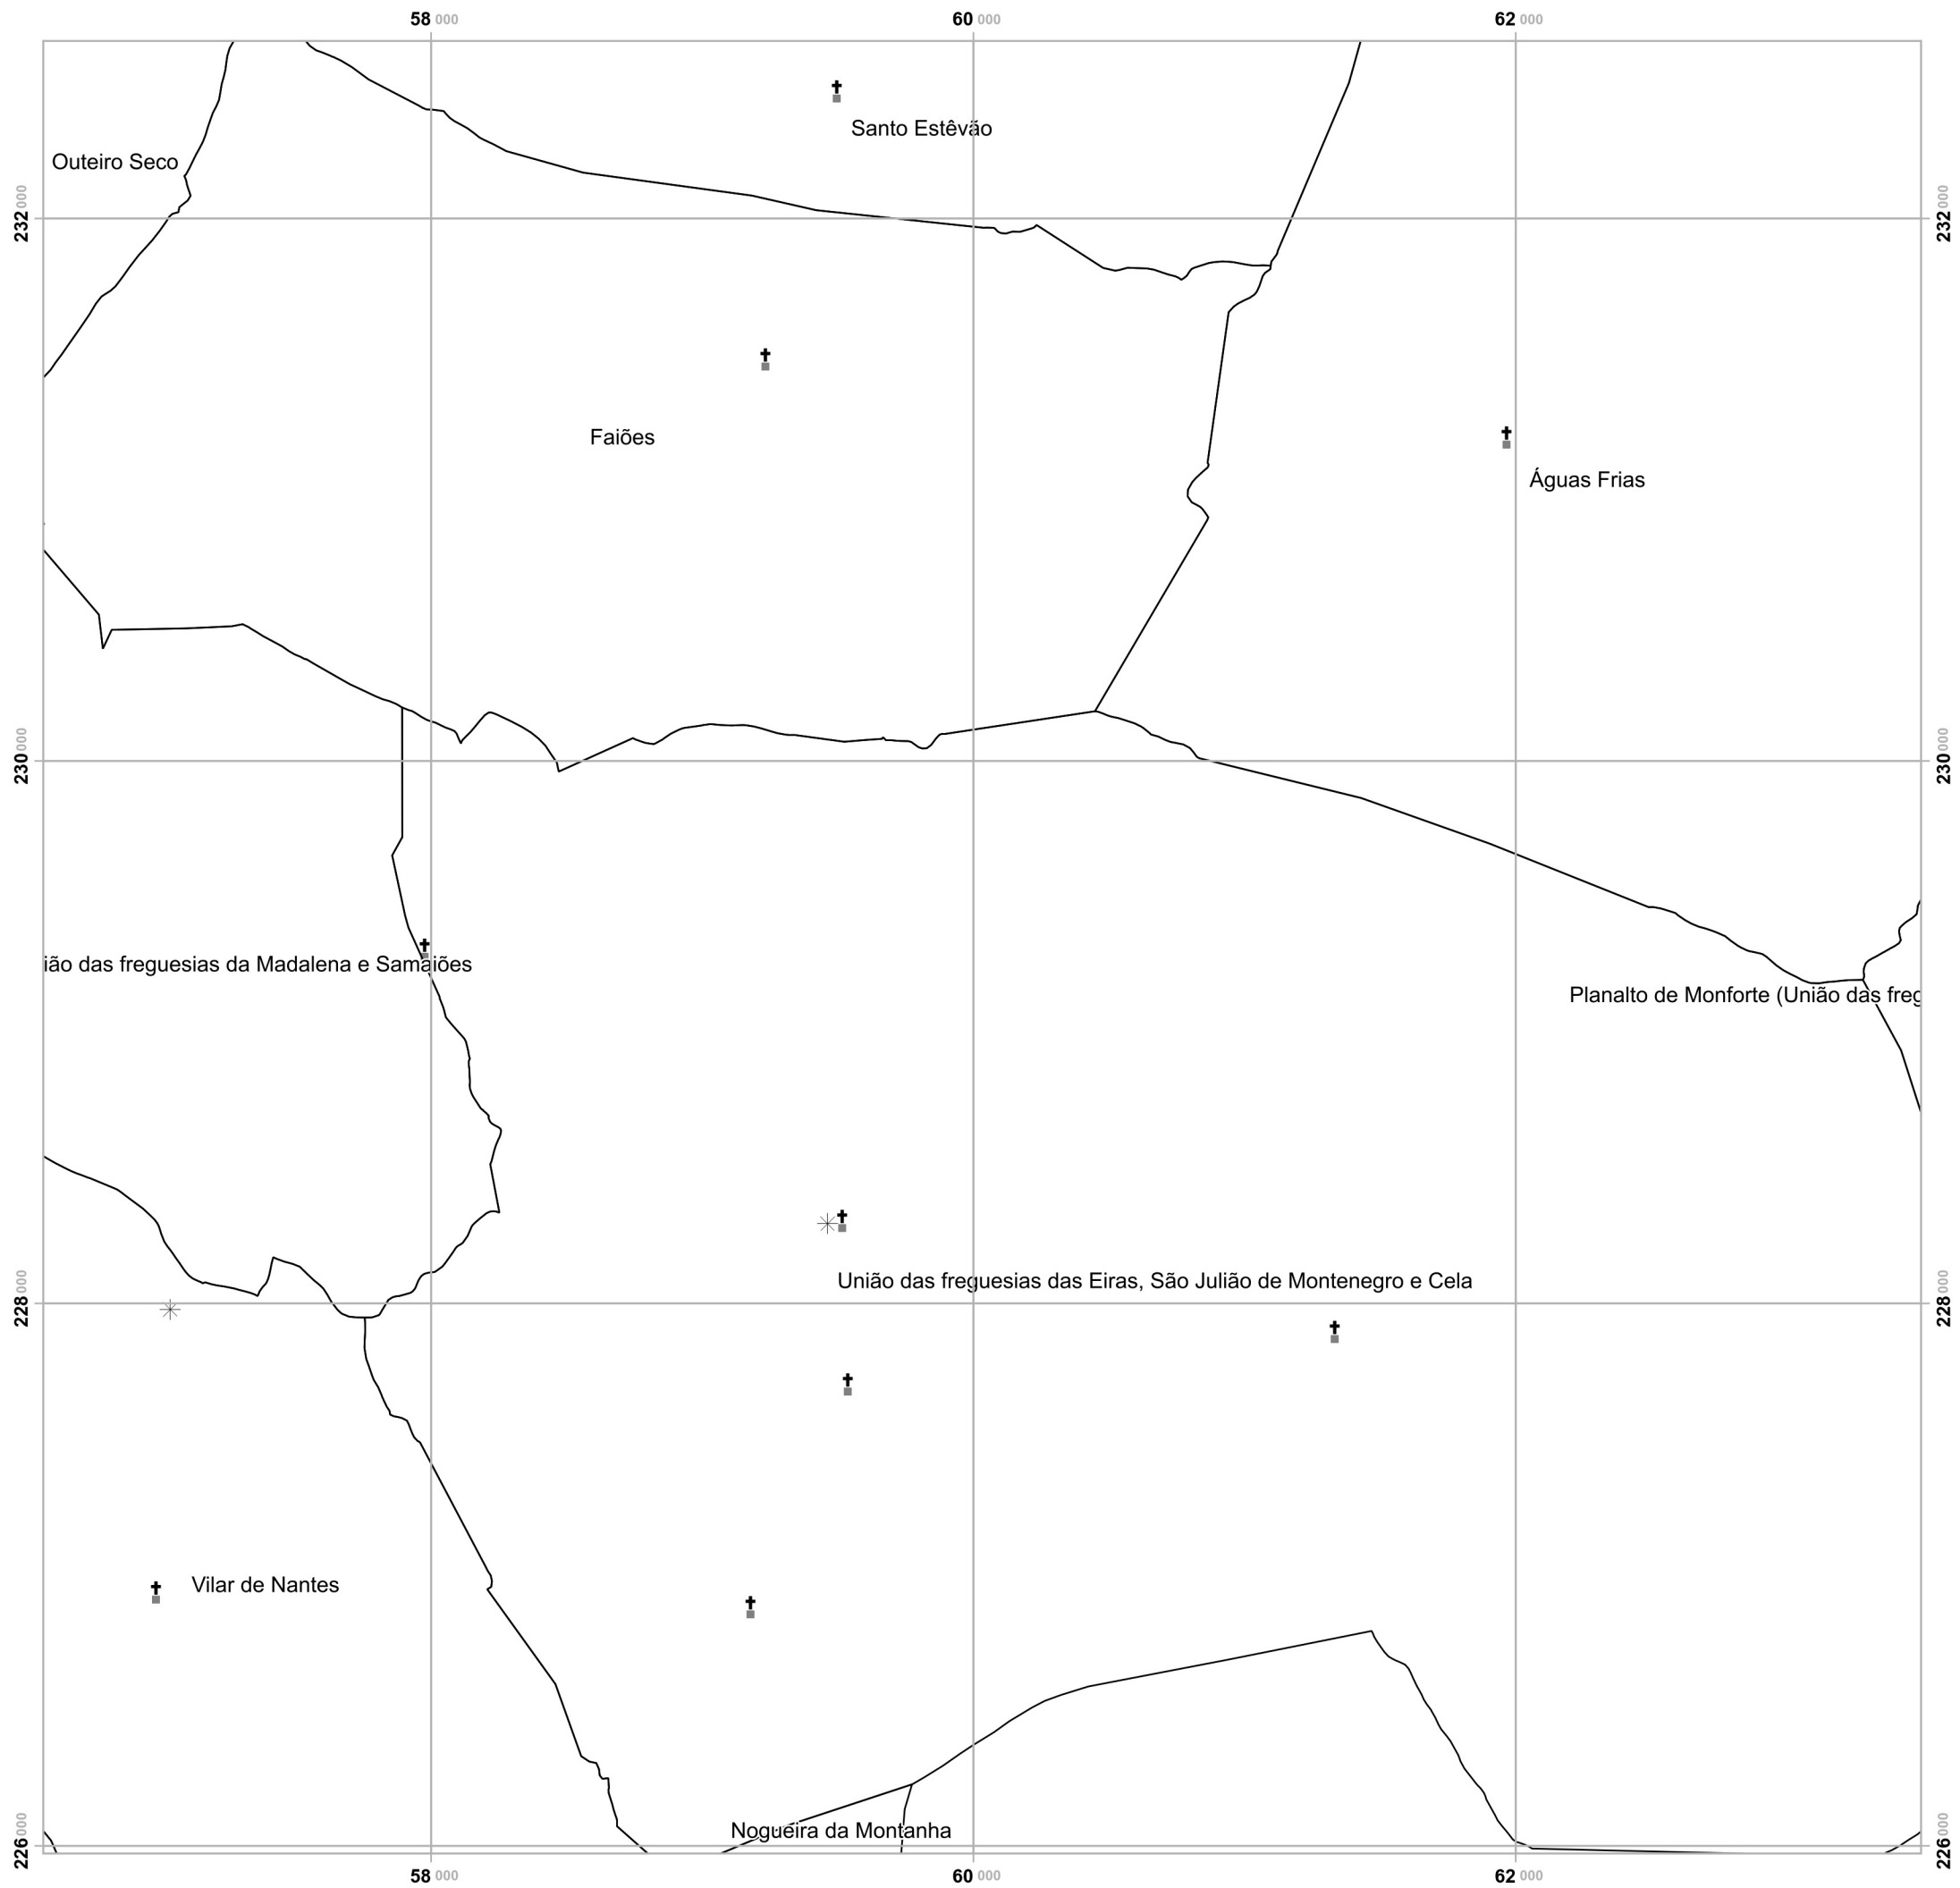 58 000 60 000 62 000
Santo Estêvão
Outeiro Seco
232 000 232 000
Faiões
Águas Frias
230 000 230 000
ião das freguesias da Madalena e Samaiões
Planalto de Monforte (União das freg
União das freguesias das Eiras, São Julião de Montenegro e Cela
228 000 228 000
Vilar de Nantes
Nogueira da Montanha
226 000 226 000
58 000 60 000 62 000